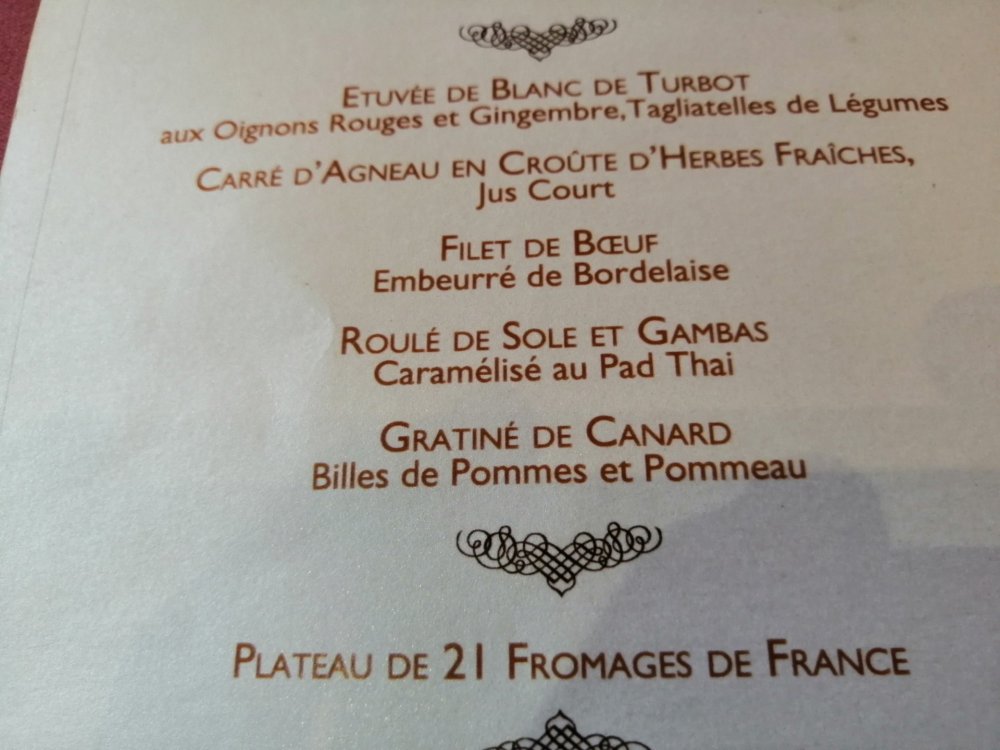 Etuvée de Blanc de Turbot
aux Oignons Rouges et Gingembre, Tagliatelles de Légumes
Carré d'Agneau en Croûte d'Herbes Fraîches,
Jus Court
Filet de Bœuf
Embeurré de Bordelaise
Roulé de Sole et Gambas
Caramélisé au Pad Thai
Gratiné de Canard
Billes de Pommes et Pommeau
Plateau de 21 Fromages de France